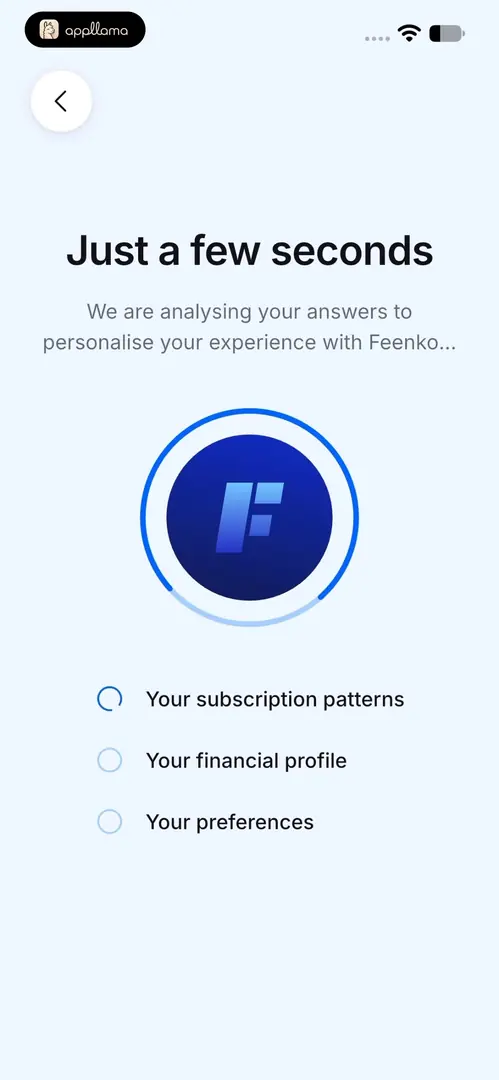 appllama
Just a few seconds
We are analysing your answers to
personalise your experience with Feenko...
F
Your subscription patterns
Your financial profile
Your preferences